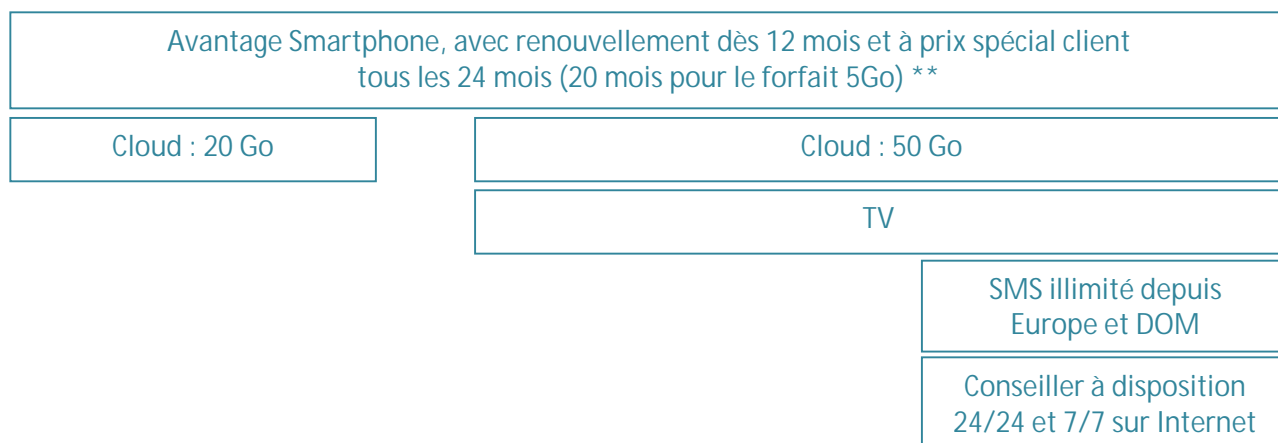 Avantage Smartphone, avec renouvellement dès 12 mois et à prix spécial client
tous les 24 mois (20 mois pour le forfait 5Go) **
Cloud : 20 Go
Cloud : 50 Go
TV
SMS illimité depuis
Europe et DOM
Conseiller à disposition
24/24 et 7/7 sur Internet